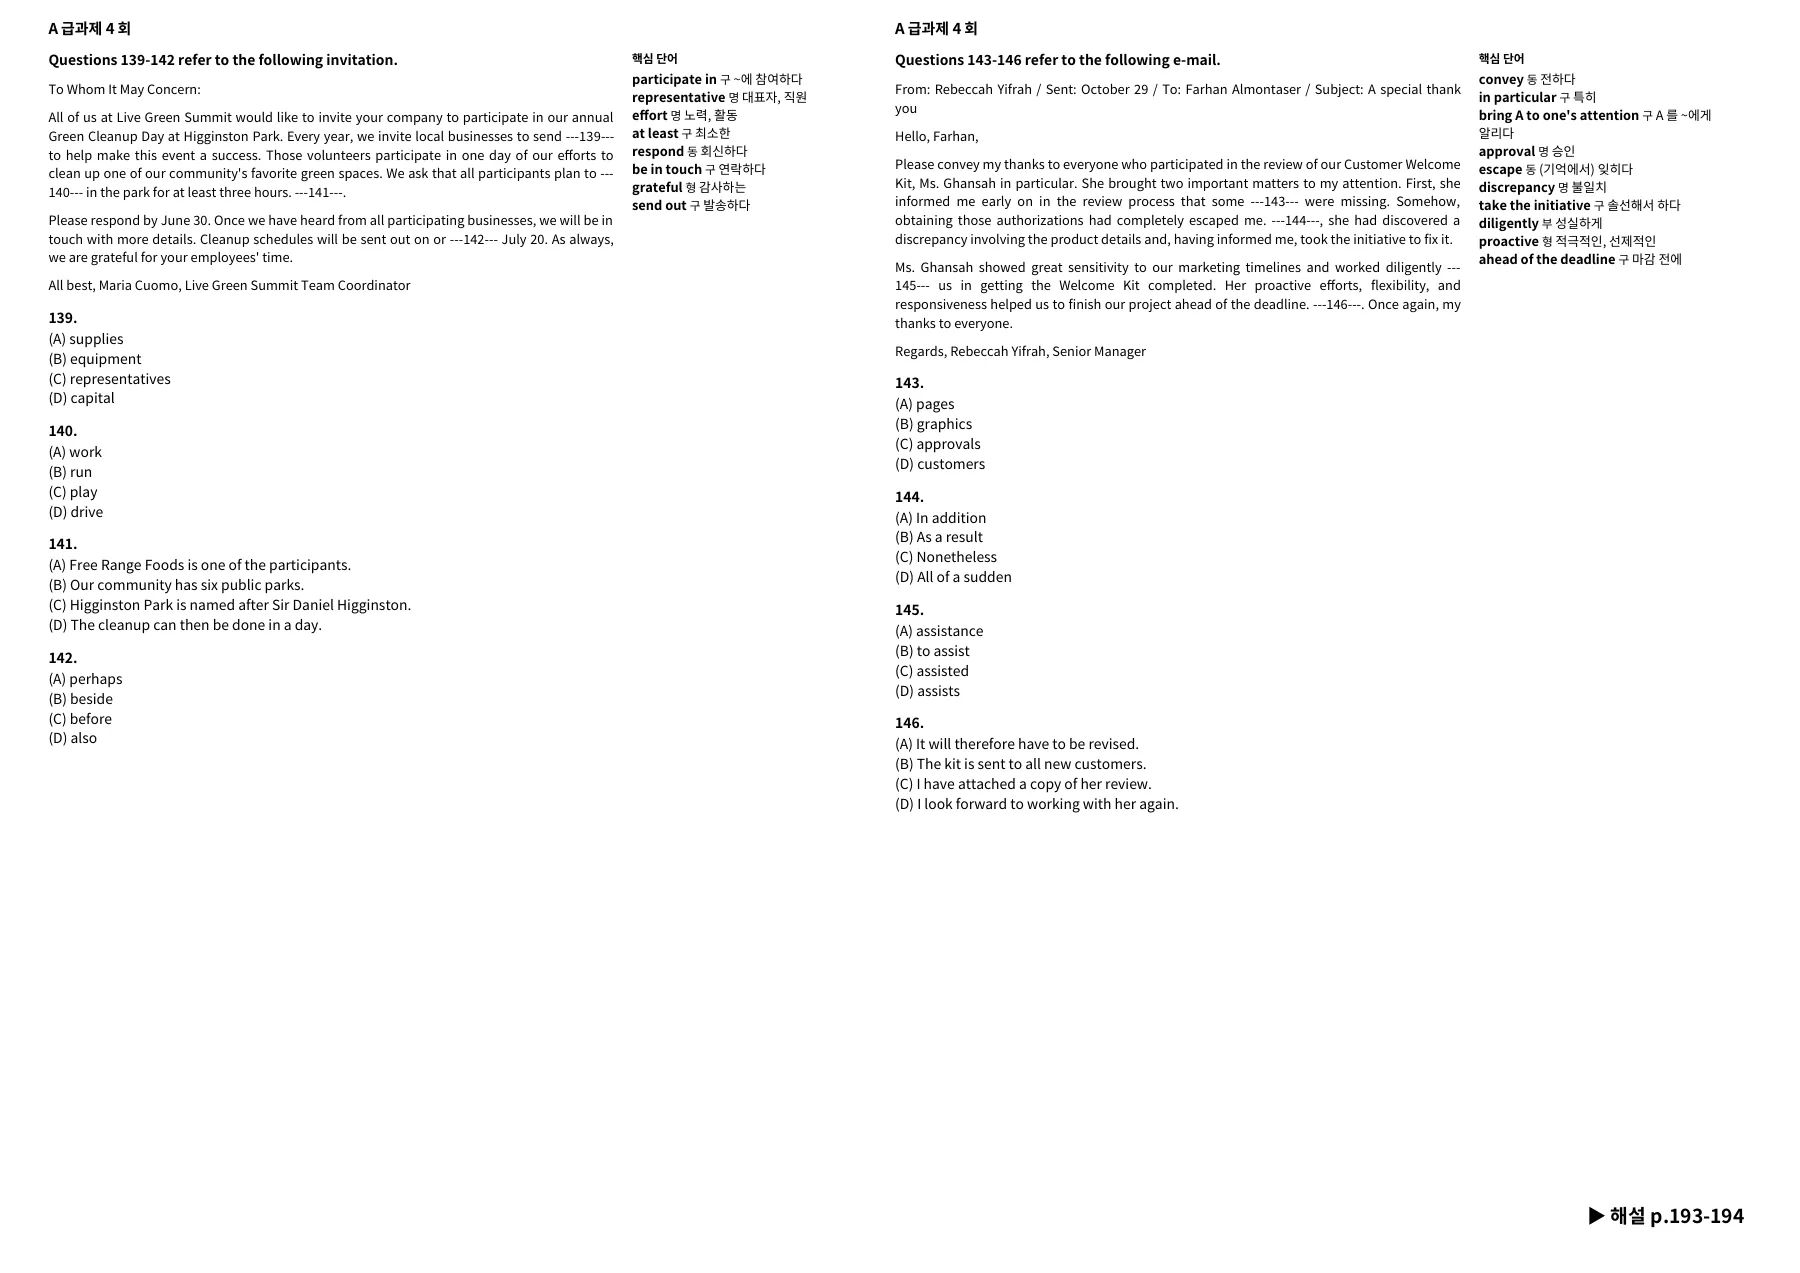 A 급과제 4 회
Questions 139-142 refer to the following invitation.
To Whom It May Concern:
All of us at Live Green Summit would like to invite your company to participate in our annual
Green Cleanup Day at Higginston Park. Every year, we invite local businesses to send ---139---
to help make this event a success. Those volunteers participate in one day of our efforts to
clean up one of our community's favorite green spaces. We ask that all participants plan to ---
140--- in the park for at least three hours. ---141---.
Please respond by June 30. Once we have heard from all participating businesses, we will be in
touch with more details. Cleanup schedules will be sent out on or ---142--- July 20. As always,
we are grateful for your employees' time.
All best, Maria Cuomo, Live Green Summit Team Coordinator
139.
(A) supplies
(B) equipment
(C) representatives
(D) capital
140.
(A) work
(B) run
(C) play
(D) drive
141.
(A) Free Range Foods is one of the participants.
(B) Our community has six public parks.
(C) Higginston Park is named after Sir Daniel Higginston.
(D) The cleanup can then be done in a day.
142.
(A) perhaps
(B) beside
(C) before
(D) also
핵심 단어
participate in 구 ~에 참여하다
representative 명 대표자, 직원
effort 명 노력, 활동
at least 구 최소한
respond 동 회신하다
be in touch 구 연락하다
grateful 형 감사하는
send out 구 발송하다
A 급과제 4 회
Questions 143-146 refer to the following e-mail.
From: Rebeccah Yifrah / Sent: October 29 / To: Farhan Almontaser / Subject: A special thank
you
Hello, Farhan,
Please convey my thanks to everyone who participated in the review of our Customer Welcome
Kit, Ms. Ghansah in particular. She brought two important matters to my attention. First, she
informed me early on in the review process that some ---143--- were missing. Somehow,
obtaining those authorizations had completely escaped me. ---144---, she had discovered a
discrepancy involving the product details and, having informed me, took the initiative to fix it.
Ms. Ghansah showed great sensitivity to our marketing timelines and worked diligently ---
145--- us in getting the Welcome Kit completed. Her proactive efforts, flexibility, and
responsiveness helped us to finish our project ahead of the deadline. ---146---. Once again, my
thanks to everyone.
Regards, Rebeccah Yifrah, Senior Manager
143.
(A) pages
(B) graphics
(C) approvals
(D) customers
144.
(A) In addition
(B) As a result
(C) Nonetheless
(D) All of a sudden
145.
(A) assistance
(B) to assist
(C) assisted
(D) assists
146.
(A) It will therefore have to be revised.
(B) The kit is sent to all new customers.
(C) I have attached a copy of her review.
(D) I look forward to working with her again.
핵심 단어
convey 동 전하다
in particular 구 특히
bring A to one's attention 구 A 를 ~에게
알리다
approval 명 승인
escape 동 (기억에서) 잊히다
discrepancy 명 불일치
take the initiative 구 솔선해서 하다
diligently 부 성실하게
proactive 형 적극적인, 선제적인
ahead of the deadline 구 마감 전에
▶ 해설 p.193-194